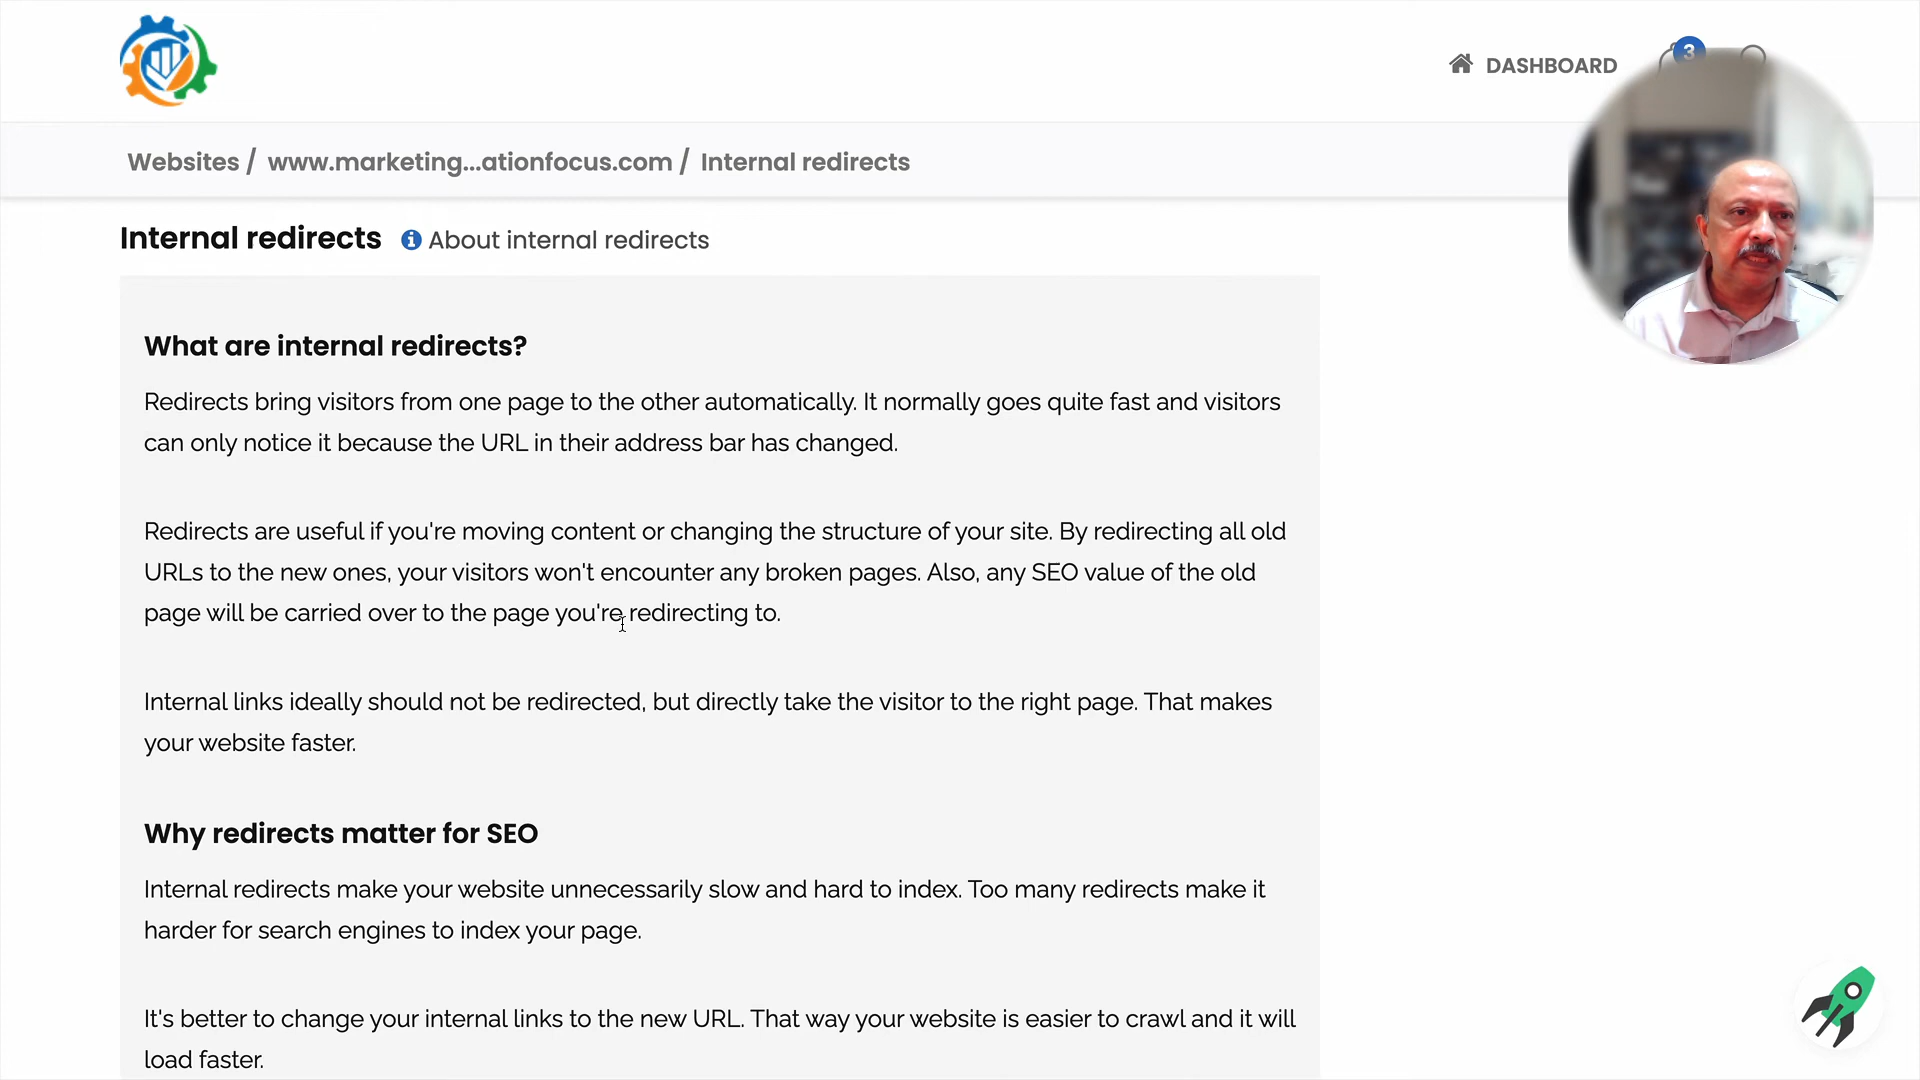 DASHBOARD
3
Websites / www.marketing...ationfocus.com / Internal redirects
Internal redirects
About internal redirects
What are internal redirects?
Redirects bring visitors from one page to the other automatically. It normally goes quite fast and visitors
can only notice it because the URL in their address bar has changed.
Redirects are useful if you're moving content or changing the structure of your site. By redirecting all old
URLs to the new ones, your visitors won't encounter any broken pages. Also, any SEO value of the old
page will be carried over to the page you're redirecting to.
Internal links ideally should not be redirected, but directly take the visitor to the right page. That makes
your website faster.
Why redirects matter for SEO
Internal redirects make your website unnecessarily slow and hard to index. Too many redirects make it
harder for search engines to index your page.
It's better to change your internal links to the new URL. That way your website is easier to crawl and it will
load faster.